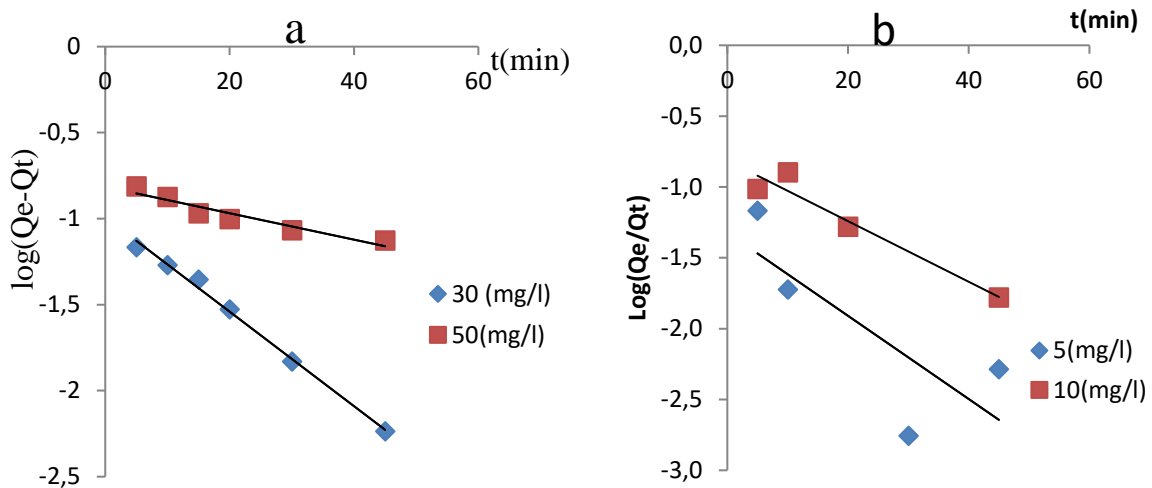 a
0
0
20
40
60
t(min)
-0,5
-1
-1,5
-2
-2,5
log(Qe-Qt)
30 (mg/l)
50(mg/l)
b
t(min)
0,0
0
20
40
60
-0,5
-1,0
-1,5
-2,0
-2,5
-3,0
Log(Qe/Qt)
5(mg/l)
10(mg/l)